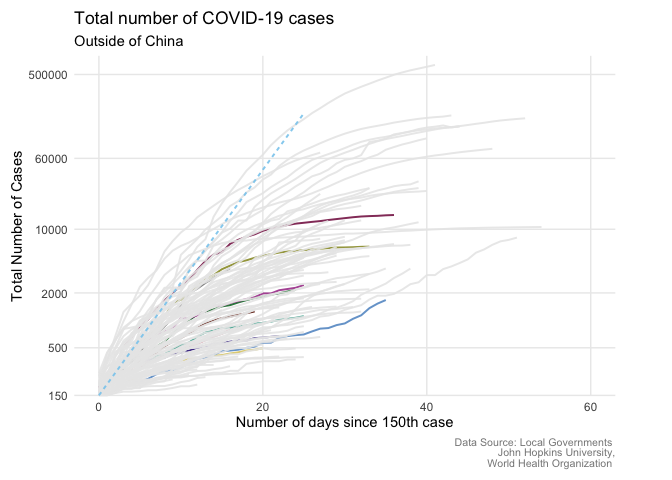 Total number of COVID-19 cases
Outside of China
Total Number of Cases
500000
60000
10000
2000
500
150
0
20
40
60
Number of days since 150th case
Data Source: Local Governments
John Hopkins University,
World Health Organization